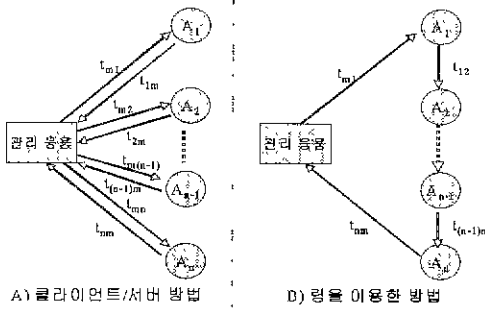 A₁
t_m1
t_1m
t_m2
A₂
t_2m
관리 응용
t_m(n-1)
t_(n-1)m
A_n-1
t_mn
t_nm
A_n
A) 클라이언트/서버 방법
A₁
t_m1
t_12
A₂
관리 응용
A_n-1
t_nm
t_(n-1)n
A_n
B) 링을 이용한 방법